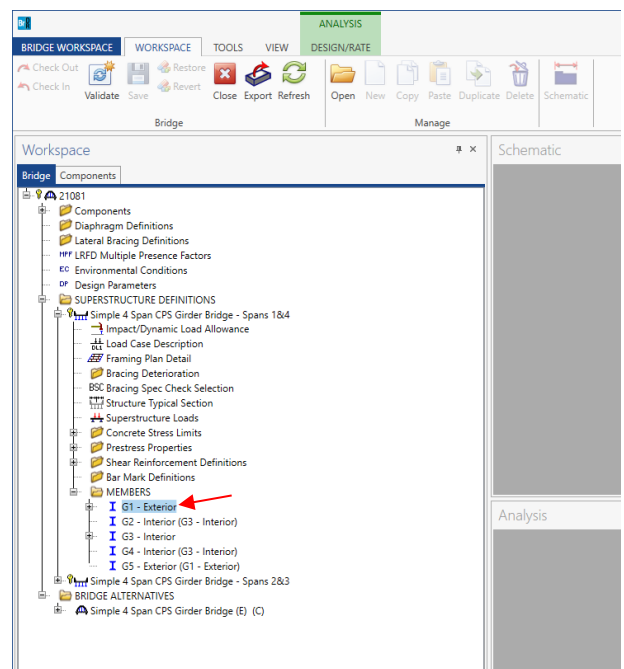 Br
ANALYSIS
BRIDGE WORKSPACE WORKSPACE TOOLS VIEW DESIGN/RATE
Check Out
Check In
Validate
Save
Restore
Revert
Close Export Refresh
Open New Copy Paste Duplicate Delete Schematic
Bridge Manage
Workspace
Bridge Components
21081
Components
Diaphragm Definitions
Lateral Bracing Definitions
MPF LRFD Multiple Presence Factors
EC Environmental Conditions
DP Design Parameters
SUPERSTRUCTURE DEFINITIONS
Simple 4 Span CPS Girder Bridge - Spans 1&4
Impact/Dynamic Load Allowance
DLL Load Case Description
Framing Plan Detail
Bracing Deterioration
BSC Bracing Spec Check Selection
Structure Typical Section
Superstructure Loads
Concrete Stress Limits
Prestress Properties
Shear Reinforcement Definitions
Bar Mark Definitions
MEMBERS
G1 - Exterior
G2 - Interior (G3 - Interior)
G3 - Interior
G4 - Interior (G3 - Interior)
G5 - Exterior (G1 - Exterior)
Simple 4 Span CPS Girder Bridge - Spans 2&3
BRIDGE ALTERNATIVES
Simple 4 Span CPS Girder Bridge (E) (C)
Schematic
Analysis